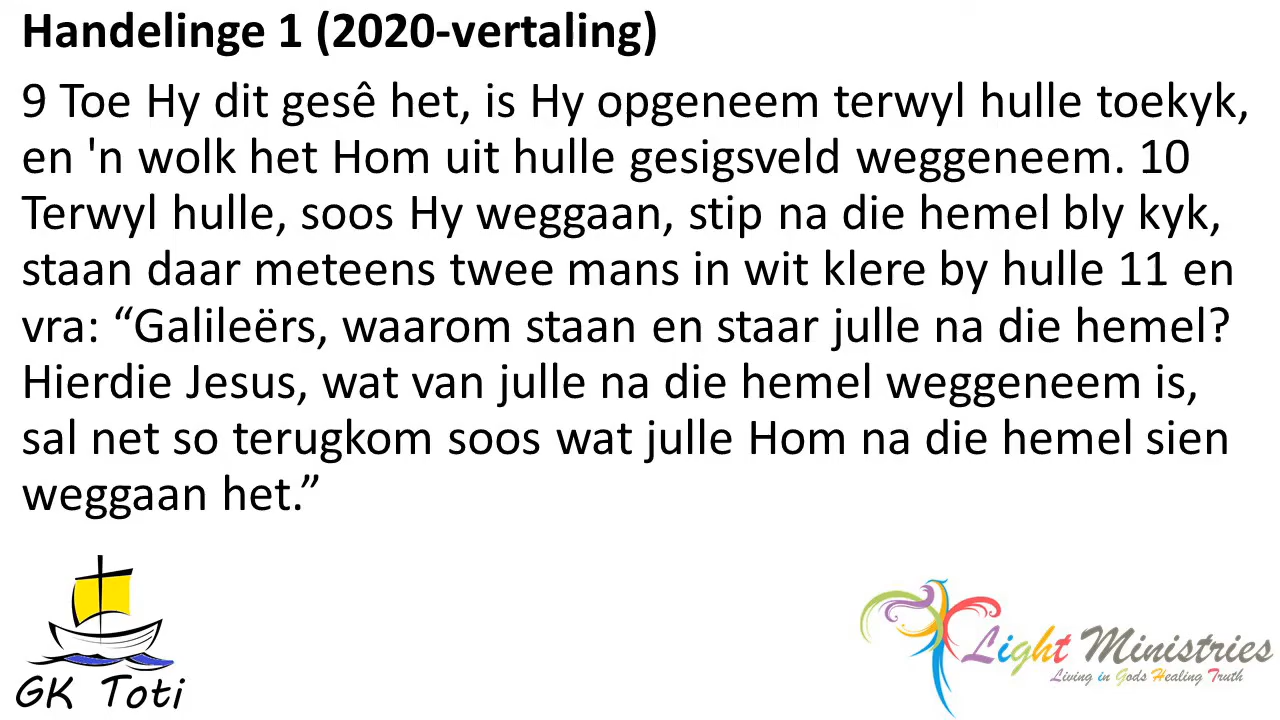 Handelinge 1 (2020-vertaling)
9 Toe Hy dit gesê het, is Hy opgeneem terwyl hulle toekyk,
en 'n wolk het Hom uit hulle gesigsveld weggeneem. 10
Terwyl hulle, soos Hy weggaan, stip na die hemel bly kyk,
staan daar meteens twee mans in wit klere by hulle 11 en
vra: “Galileërs, waarom staan en staar julle na die hemel?
Hierdie Jesus, wat van julle na die hemel weggeneem is,
sal net so terugkom soos wat julle Hom na die hemel sien
weggaan het.”
GK Toti
Light Ministries
Living in Gods Healing Truth